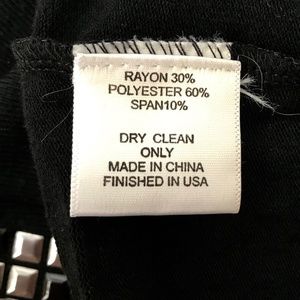 RAYON 30%
POLYESTER 60%
SPAN10%
DRY CLEAN
ONLY
MADE IN CHINA
FINISHED IN USA